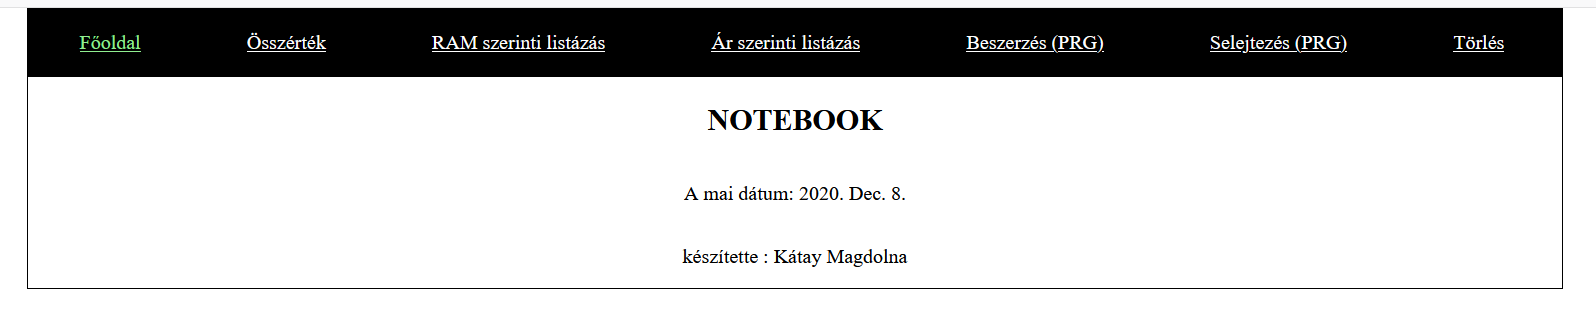 Főoldal Összérték RAM szerinti listázás Ár szerinti listázás Beszerzés (PRG) Selejtezés (PRG) Törlés
NOTEBOOK
A mai dátum: 2020. Dec. 8.
készítette : Kátay Magdolna